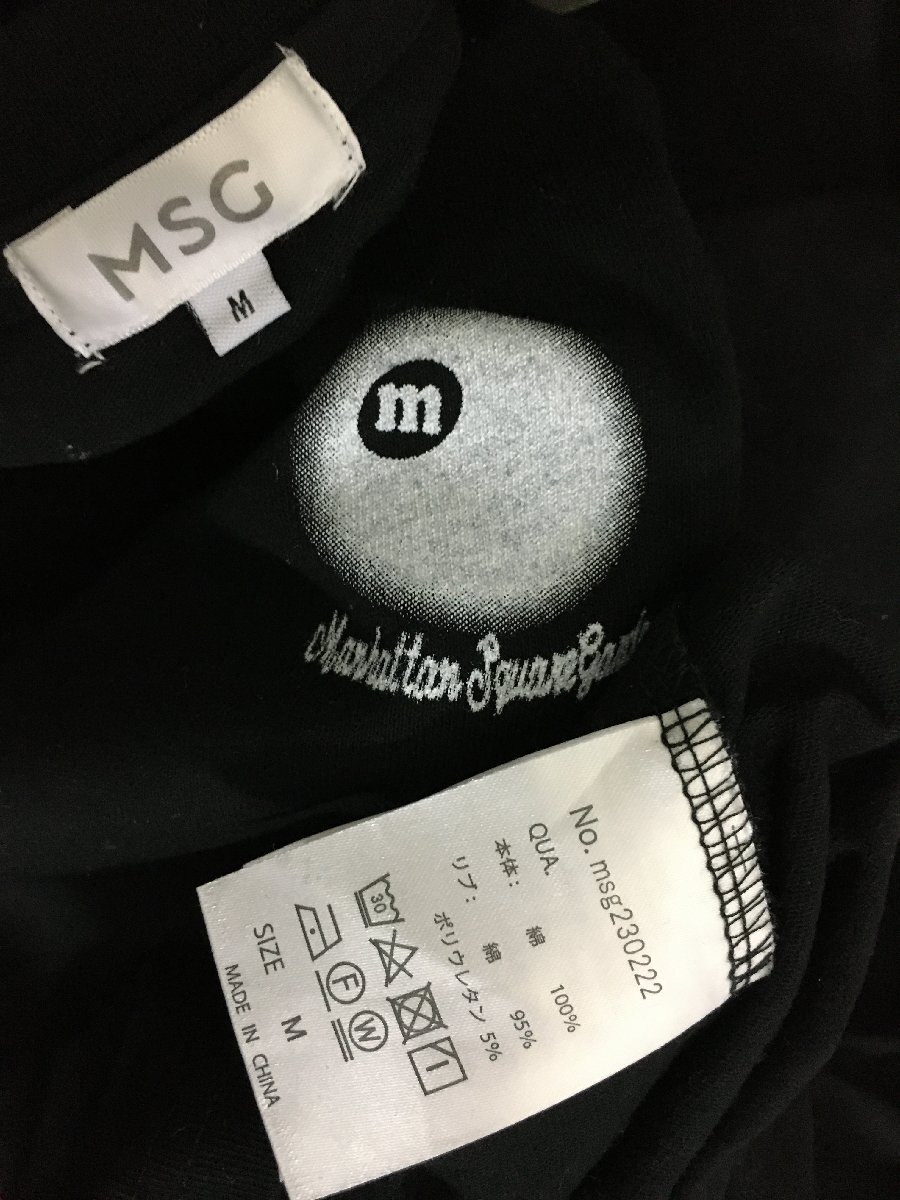 MSG
M
m
Manhattan Square
No. msg230222
QUA.
本体: 綿 100%
リブ: 綿 95%
ポリウレタン 5%
30
F
W
SIZE M
MADE IN CHINA